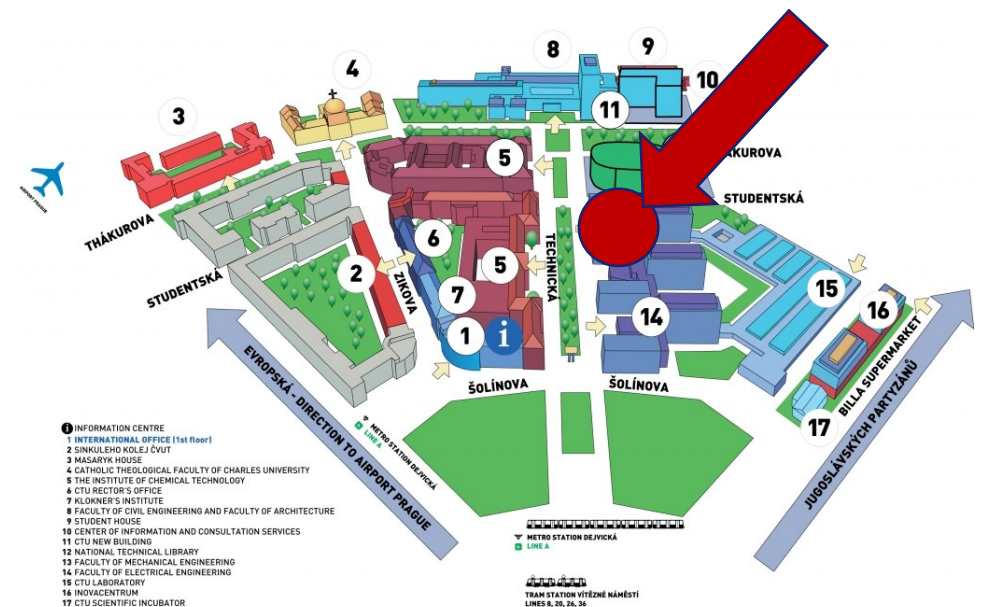 8
9
4
10
11
3
5
ÁKUROVA
STUDENTSKÁ
AIRPORT PRAGUE
THÁKUROVA
6
TECHNICKÁ
2
ZIKOVA
5
STUDENTSKÁ
7
15
16
1
i
14
BILLA SUPERMARKET
ŠOLÍNOVA
ŠOLÍNOVA
17
EVROPSKÁ - DIRECTION TO AIRPORT PRAGUE
JUGOSLÁVSKÝCH PARTYZÁNŮ
METRO STATION DEJVICKÁ
LINE A
i INFORMATION CENTRE
1 INTERNATIONAL OFFICE (1st floor)
2 SINKULEHO KOLEJ ČVUT
3 MASARYK HOUSE
4 CATHOLIC THEOLOGICAL FACULTY OF CHARLES UNIVERSITY
5 THE INSTITUTE OF CHEMICAL TECHNOLOGY
6 CTU RECTOR'S OFFICE
7 KLOKNER'S INSTITUTE
8 FACULTY OF CIVIL ENGINEERING AND FACULTY OF ARCHITECTURE
9 STUDENT HOUSE
10 CENTER OF INFORMATION AND CONSULTATION SERVICES
11 CTU NEW BUILDING
12 NATIONAL TECHNICAL LIBRARY
13 FACULTY OF MECHANICAL ENGINEERING
14 FACULTY OF ELECTRICAL ENGINEERING
15 CTU LABORATORY
16 INOVACENTRUM
17 CTU SCIENTIFIC INCUBATOR
METRO STATION DEJVICKÁ
LINE A
TRAM STATION VÍTĚZNÉ NÁMĚSTÍ
LINES 8, 20, 26, 36